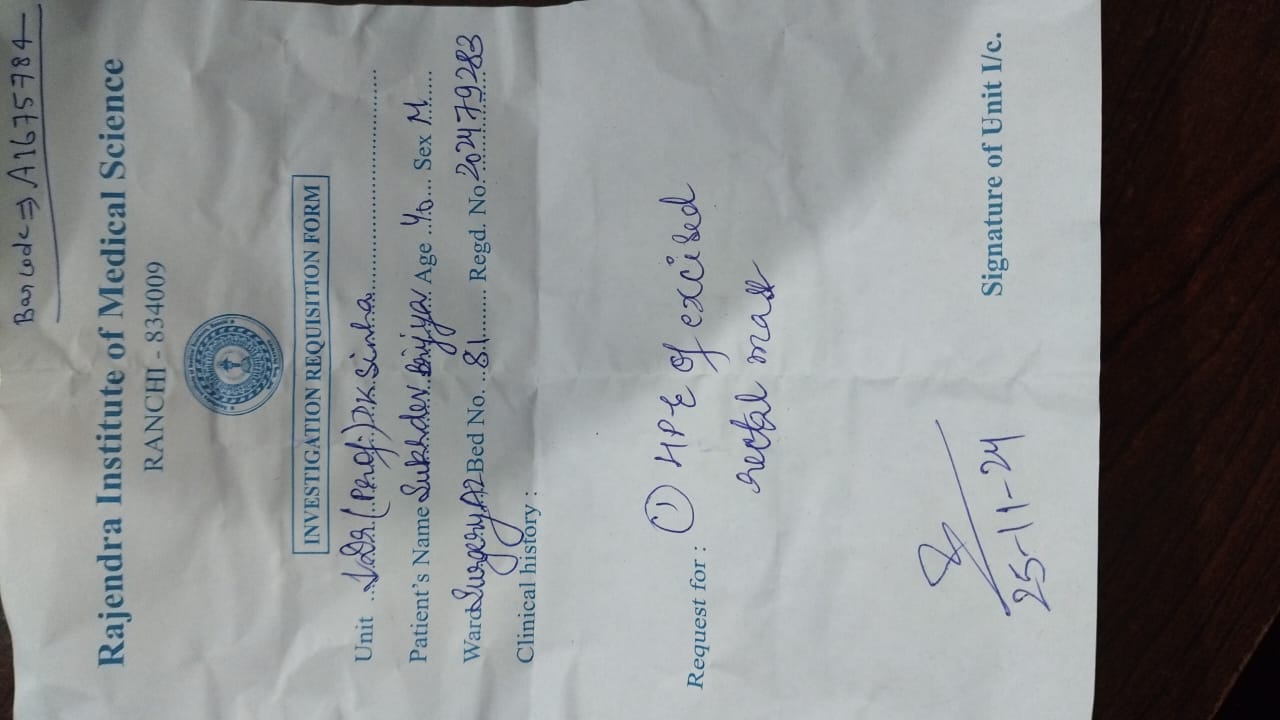 Bar code ⇒ A1675784
Rajendra Institute of Medical Science
RANCHI - 834009
INVESTIGATION REQUISITION FORM
Unit ...Dr. (Prof.) D.K. Sinha
Patient's Name Sukhdev Age ... Sex M
Ward Surgery A2 Bed No. ..81........ Regd. No. 202479283
Clinical history :
Request for : ① HPE of excised
rectal mass
25-11-24
Signature of Unit I/c.